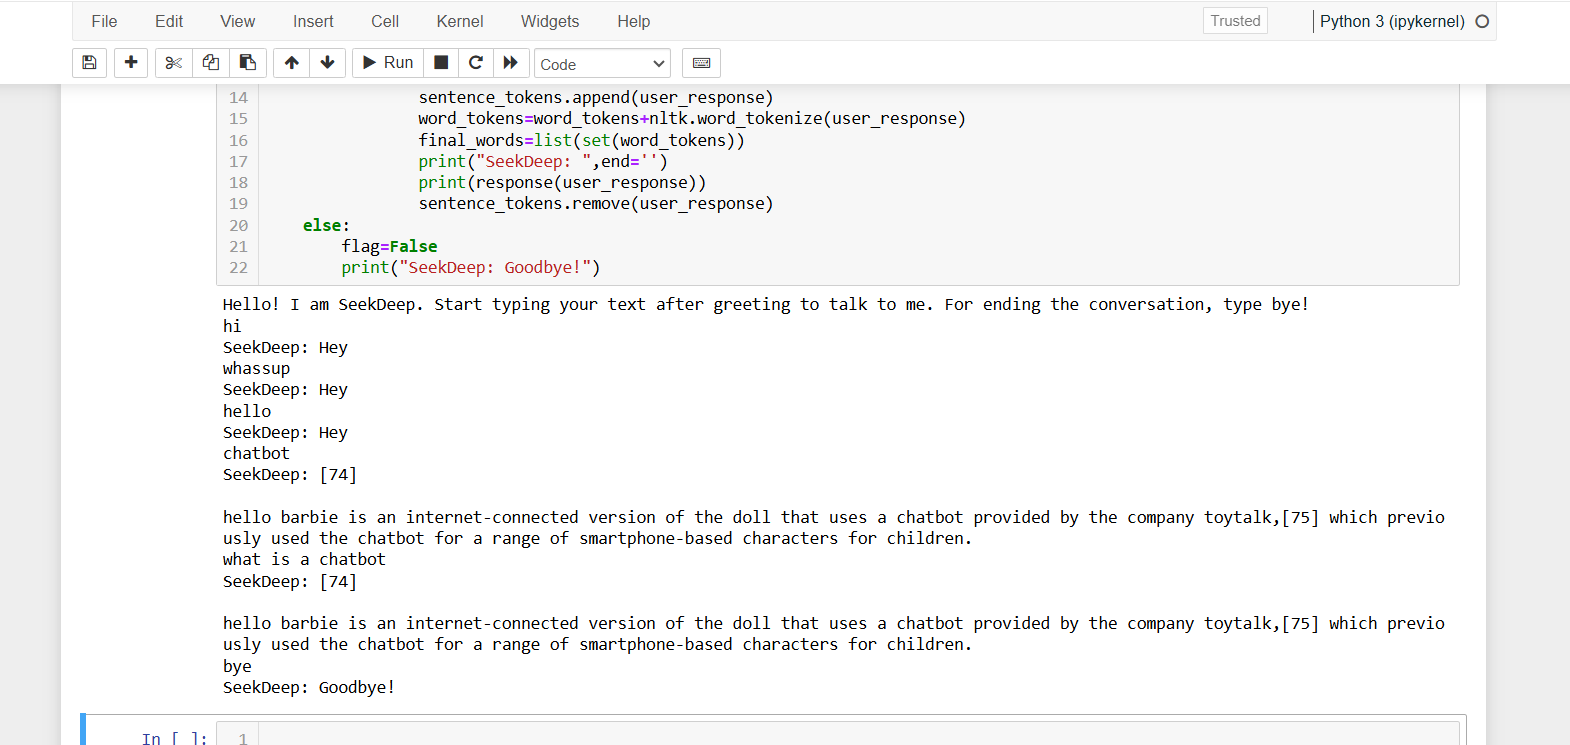 File Edit View Insert Cell Kernel Widgets Help Trusted Python 3 (ipykernel)
Run Code
14 sentence_tokens.append(user_response)
15 word_tokens=word_tokens+nltk.word_tokenize(user_response)
16 final_words=list(set(word_tokens))
17 print("SeekDeep: ",end='')
18 print(response(user_response))
19 sentence_tokens.remove(user_response)
20 else:
21 flag=False
22 print("SeekDeep: Goodbye!")
Hello! I am SeekDeep. Start typing your text after greeting to talk to me. For ending the conversation, type bye!
hi
SeekDeep: Hey
whassup
SeekDeep: Hey
hello
SeekDeep: Hey
chatbot
SeekDeep: [74]
hello barbie is an internet-connected version of the doll that uses a chatbot provided by the company toytalk,[75] which previo
usly used the chatbot for a range of smartphone-based characters for children.
what is a chatbot
SeekDeep: [74]
hello barbie is an internet-connected version of the doll that uses a chatbot provided by the company toytalk,[75] which previo
usly used the chatbot for a range of smartphone-based characters for children.
bye
SeekDeep: Goodbye!
In [ ]: 1